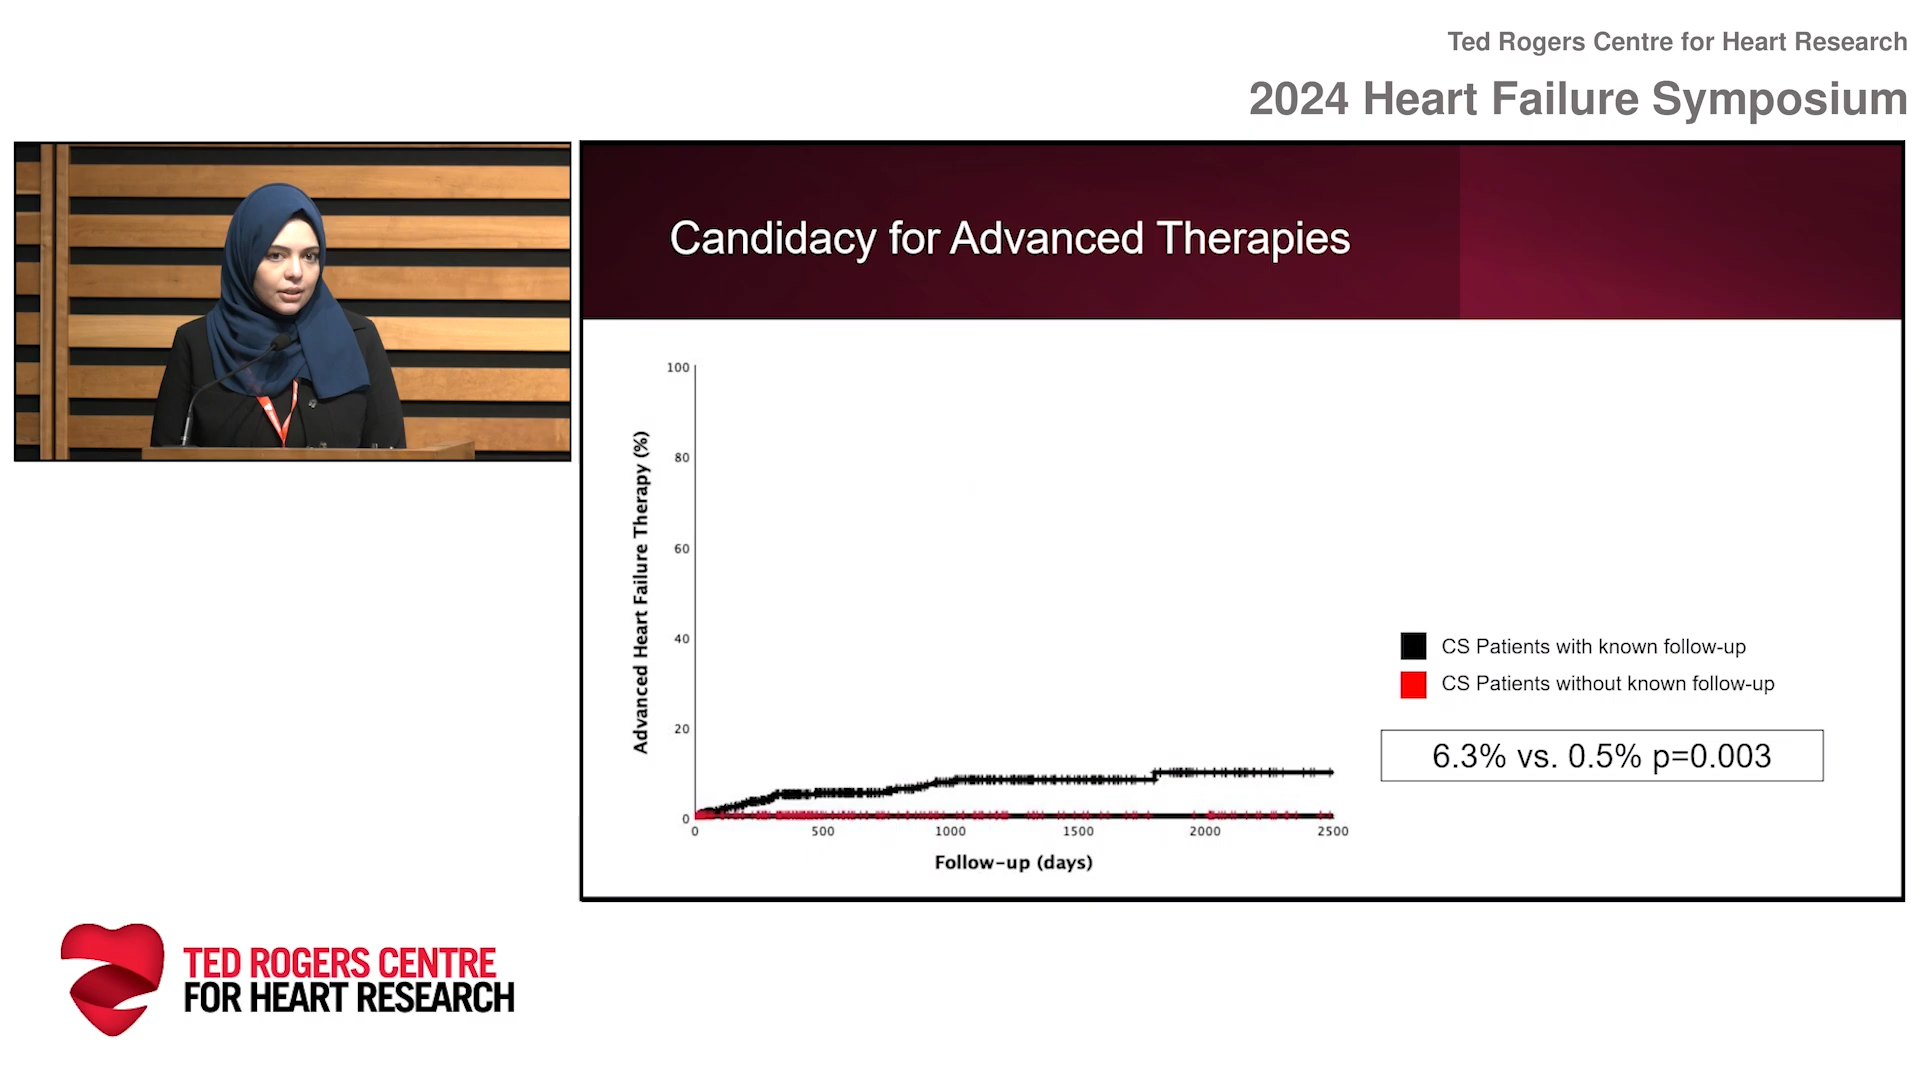 Ted Rogers Centre for Heart Research
2024 Heart Failure Symposium
Candidacy for Advanced Therapies
Advanced Heart Failure Therapy (%)
100
80
60
40
20
0
0 500 1000 1500 2000 2500
Follow-up (days)
CS Patients with known follow-up
CS Patients without known follow-up
6.3% vs. 0.5% p=0.003
TED ROGERS CENTRE
FOR HEART RESEARCH